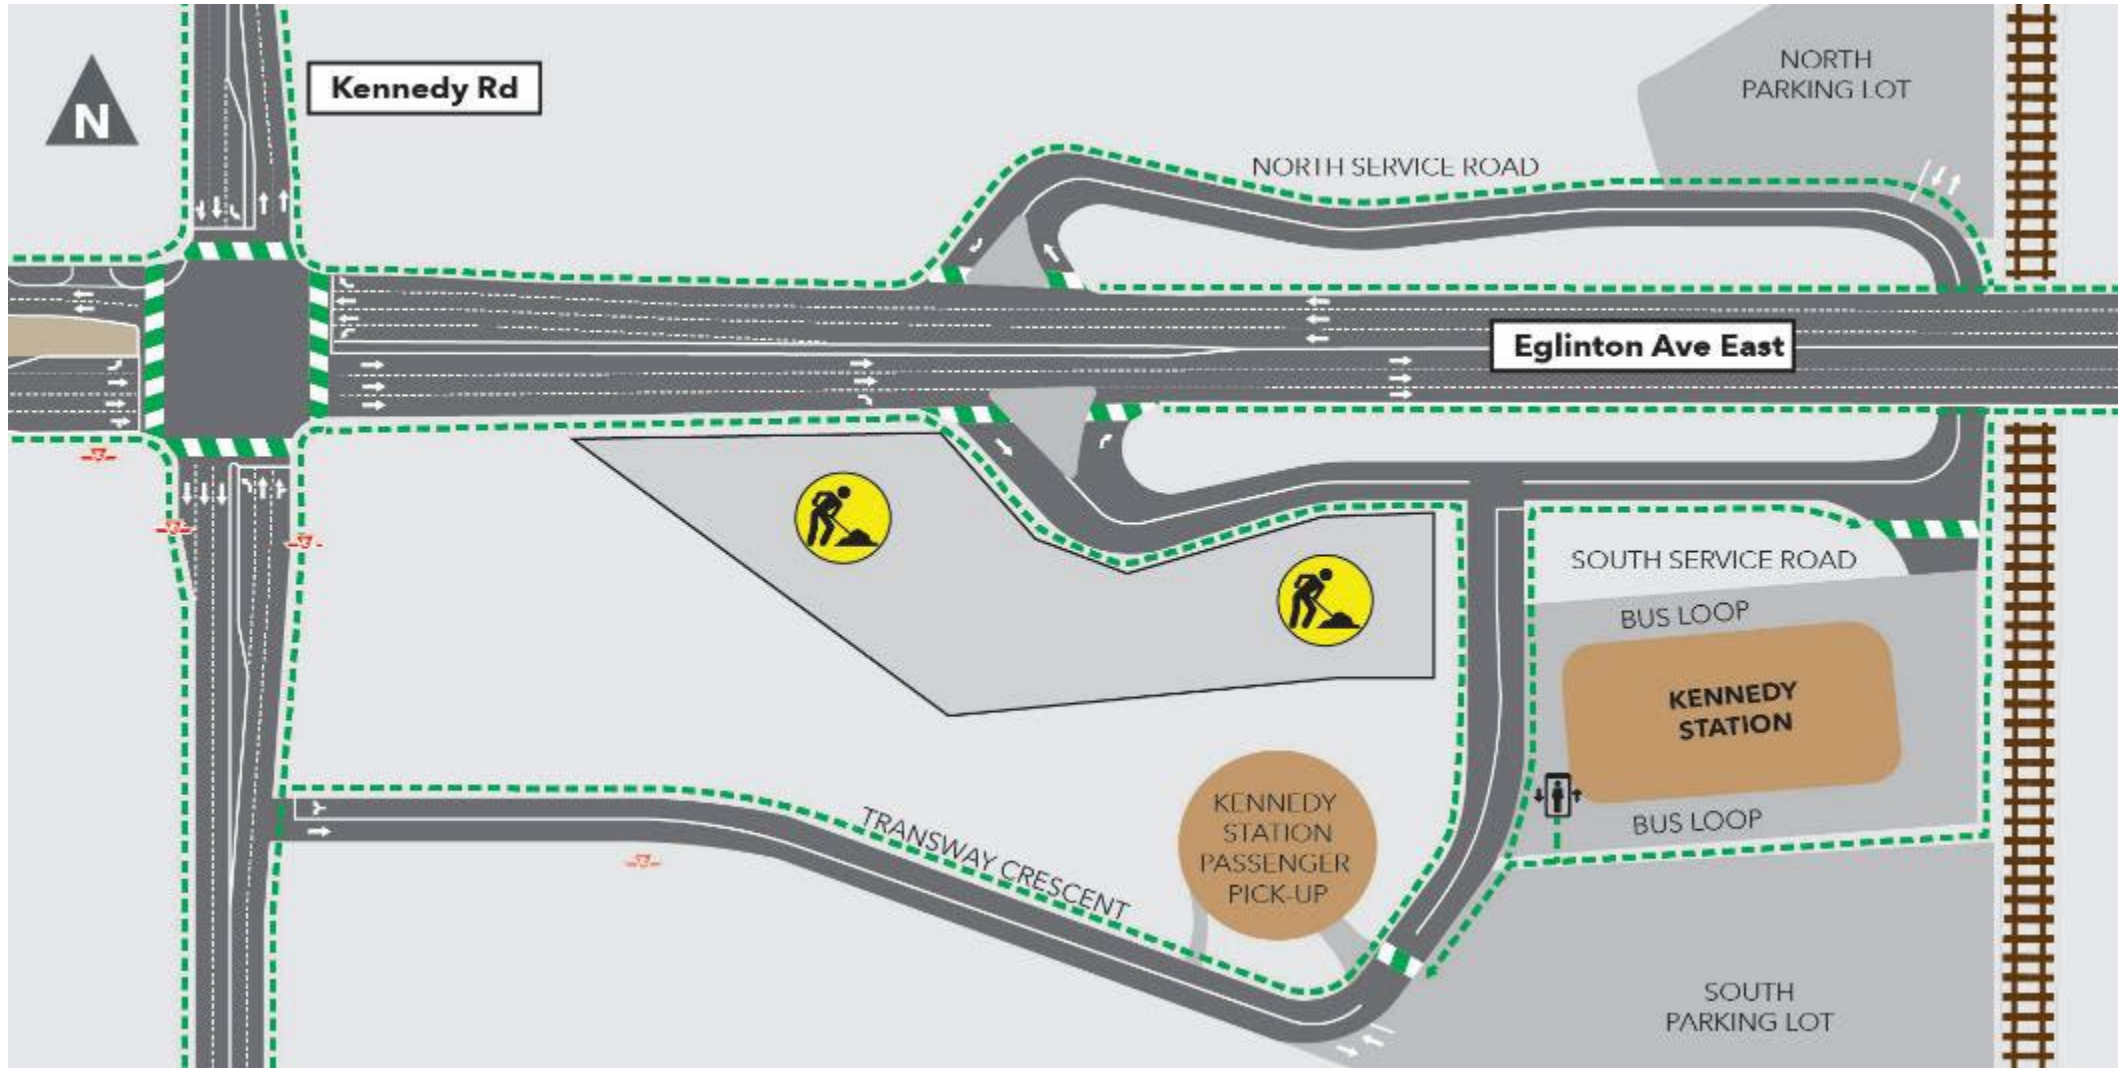 N
Kennedy Rd
NORTH
PARKING LOT
NORTH SERVICE ROAD
Eglinton Ave East
SOUTH SERVICE ROAD
BUS LOOP
KENNEDY
STATION
BUS LOOP
TRANSWAY CRESCENT
KENNEDY
STATION
PASSENGER
PICK-UP
SOUTH
PARKING LOT